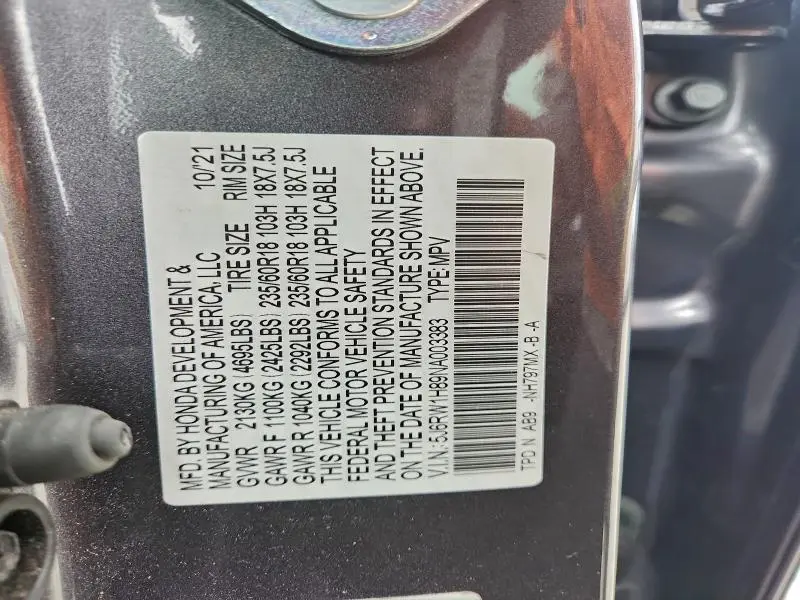 MFD. BY HONDA DEVELOPMENT &
MANUFACTURING OF AMERICA, LLC 10/21
GVWR 2130KG (4695LBS) TIRE SIZE RIM SIZE
GAWR F 1100KG (2425LBS) 235/60R18 103H 18X7.5J
GAWR R 1040KG (2292LBS) 235/60R18 103H 18X7.5J
THIS VEHICLE CONFORMS TO ALL APPLICABLE
FEDERAL MOTOR VEHICLE SAFETY
AND THEFT PREVENTION STANDARDS IN EFFECT
ON THE DATE OF MANUFACTURE SHOWN ABOVE.
V.I.N.: 5J6RW1H89NA003383 TYPE: MPV
TPD N AB9 -NH797MX -B -A